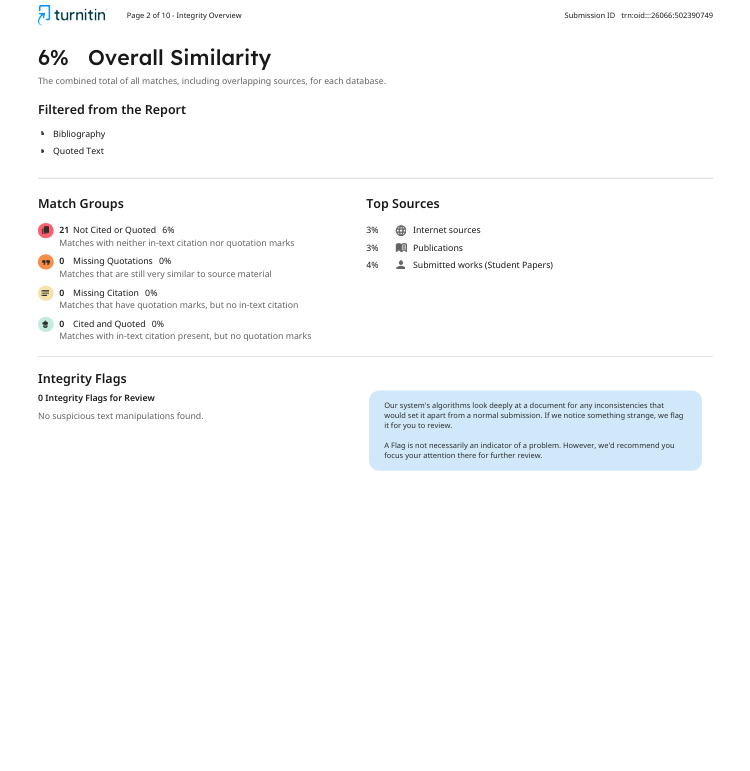 turnitin Page 2 of 10 - Integrity Overview Submission ID trn:oid:::26066:502390749
6% Overall Similarity
The combined total of all matches, including overlapping sources, for each database.
Filtered from the Report
Bibliography
Quoted Text
Match Groups
21 Not Cited or Quoted 6%
Matches with neither in-text citation nor quotation marks
0 Missing Quotations 0%
Matches that are still very similar to source material
0 Missing Citation 0%
Matches that have quotation marks, but no in-text citation
0 Cited and Quoted 0%
Matches with in-text citation present, but no quotation marks
Top Sources
3% Internet sources
3% Publications
4% Submitted works (Student Papers)
Integrity Flags
0 Integrity Flags for Review
No suspicious text manipulations found.
Our system's algorithms look deeply at a document for any inconsistencies that
would set it apart from a normal submission. If we notice something strange, we flag
it for you to review.
A Flag is not necessarily an indicator of a problem. However, we'd recommend you
focus your attention there for further review.